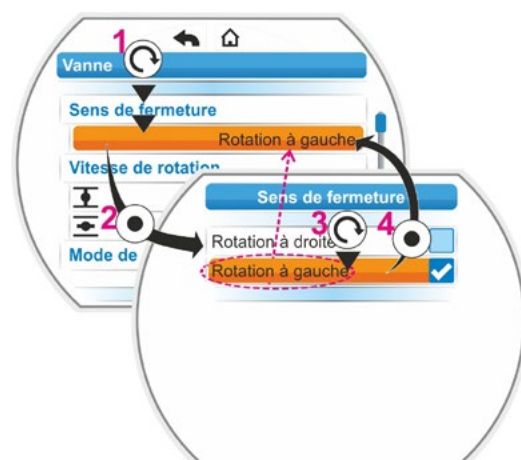 1
Vanne
Sens de fermeture
Rotation à gauche
Vitesse de rotation
2
Mode de
Sens de fermeture
3
4
Rotation à droite
Rotation à gauche